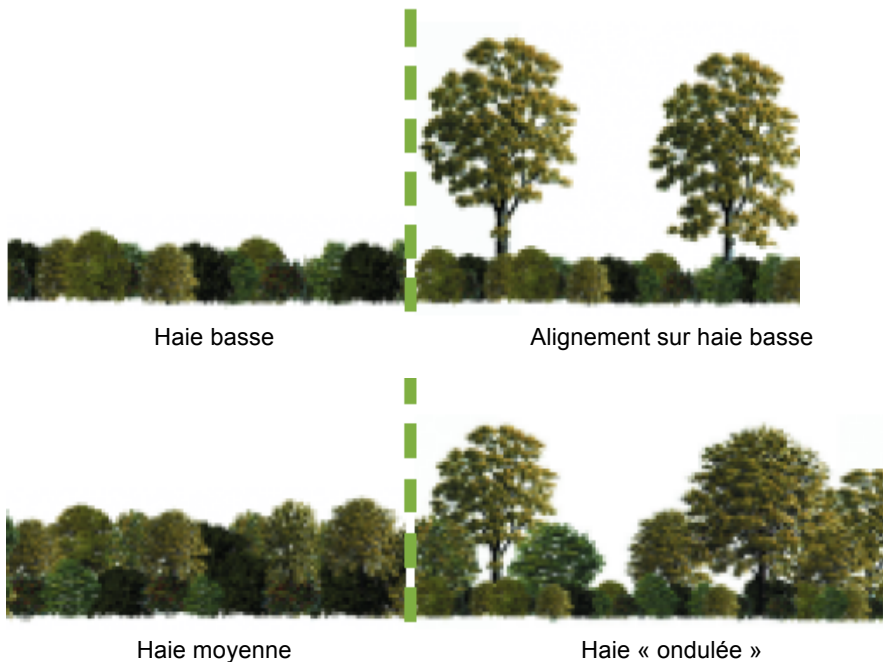 Haie basse
Alignement sur haie basse
Haie moyenne
Haie « ondulée »